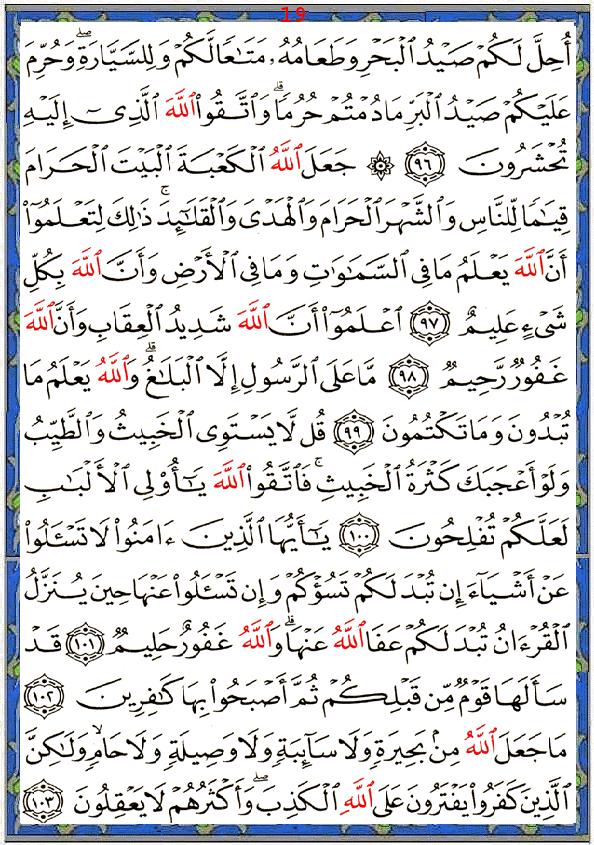 19
أُحِلَّ لَكُمْ صَيْدُ ٱلْبَحْرِ وَطَعَامُهُۥ مَتَٰعًا لَّكُمْ وَلِلسَّيَّارَةِ ۖ وَحُرِّمَ
عَلَيْكُمْ صَيْدُ ٱلْبَرِّ مَا دُمْتُمْ حُرُمًا ۗ وَٱتَّقُوا۟ ٱللَّهَ ٱلَّذِىٓ إِلَيْهِ
تُحْشَرُونَ ٩٦ ۞ جَعَلَ ٱللَّهُ ٱلْكَعْبَةَ ٱلْبَيْتَ ٱلْحَرَامَ
قِيَٰمًا لِّلنَّاسِ وَٱلشَّهْرَ ٱلْحَرَامَ وَٱلْهَدْىَ وَٱلْقَلَٰٓئِدَ ۚ ذَٰلِكَ لِتَعْلَمُوٓا۟
أَنَّ ٱللَّهَ يَعْلَمُ مَا فِى ٱلسَّمَٰوَٰتِ وَمَا فِى ٱلْأَرْضِ وَأَنَّ ٱللَّهَ بِكُلِّ
شَىْءٍ عَلِيمٌ ٩٧ ٱعْلَمُوٓا۟ أَنَّ ٱللَّهَ شَدِيدُ ٱلْعِقَابِ وَأَنَّ ٱللَّهَ
غَفُورٌ رَّحِيمٌ ٩٨ مَّا عَلَى ٱلرَّسُولِ إِلَّا ٱلْبَلَٰغُ ۗ وَٱللَّهُ يَعْلَمُ مَا
تُبْدُونَ وَمَا تَكْتُمُونَ ٩٩ قُل لَّا يَسْتَوِى ٱلْخَبِيثُ وَٱلطَّيِّبُ
وَلَوْ أَعْجَبَكَ كَثْرَةُ ٱلْخَبِيثِ ۚ فَٱتَّقُوا۟ ٱللَّهَ يَٰٓأُو۟لِى ٱلْأَلْبَٰبِ
لَعَلَّكُمْ تُفْلِحُونَ ١٠٠ يَٰٓأَيُّهَا ٱلَّذِينَ ءَامَنُوا۟ لَا تَسْـَٔلُوا۟
عَنْ أَشْيَآءَ إِن تُبْدَ لَكُمْ تَسُؤْكُمْ وَإِن تَسْـَٔلُوا۟ عَنْهَا حِينَ يُنَزَّلُ
ٱلْقُرْءَانُ تُبْدَ لَكُمْ عَفَا ٱللَّهُ عَنْهَا ۗ وَٱللَّهُ غَفُورٌ حَلِيمٌ ١٠١ قَدْ
سَأَلَهَا قَوْمٌ مِّن قَبْلِكُمْ ثُمَّ أَصْبَحُوا۟ بِهَا كَٰفِرِينَ ١٠٢
مَا جَعَلَ ٱللَّهُ مِنۢ بَحِيرَةٍ وَلَا سَآئِبَةٍ وَلَا وَصِيلَةٍ وَلَا حَامٍ ۙ وَلَٰكِنَّ
ٱلَّذِينَ كَفَرُوا۟ يَفْتَرُونَ عَلَى ٱللَّهِ ٱلْكَذِبَ ۖ وَأَكْثَرُهُمْ لَا يَعْقِلُونَ ١٠٣